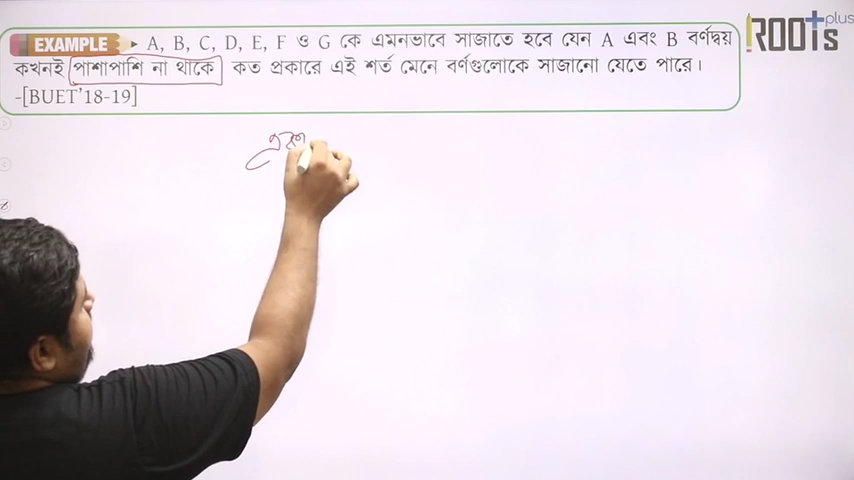 EXAMPLE A, B, C, D, E, F ও G কে এমনভাবে সাজাতে হবে যেন A এবং B বর্ণদ্বয়
কখনই পাশাপাশি না থাকে কত প্রকারে এই শর্ত মেনে বর্ণগুলোকে সাজানো যেতে পারে।
-[BUET'18-19]
ROOTs plus